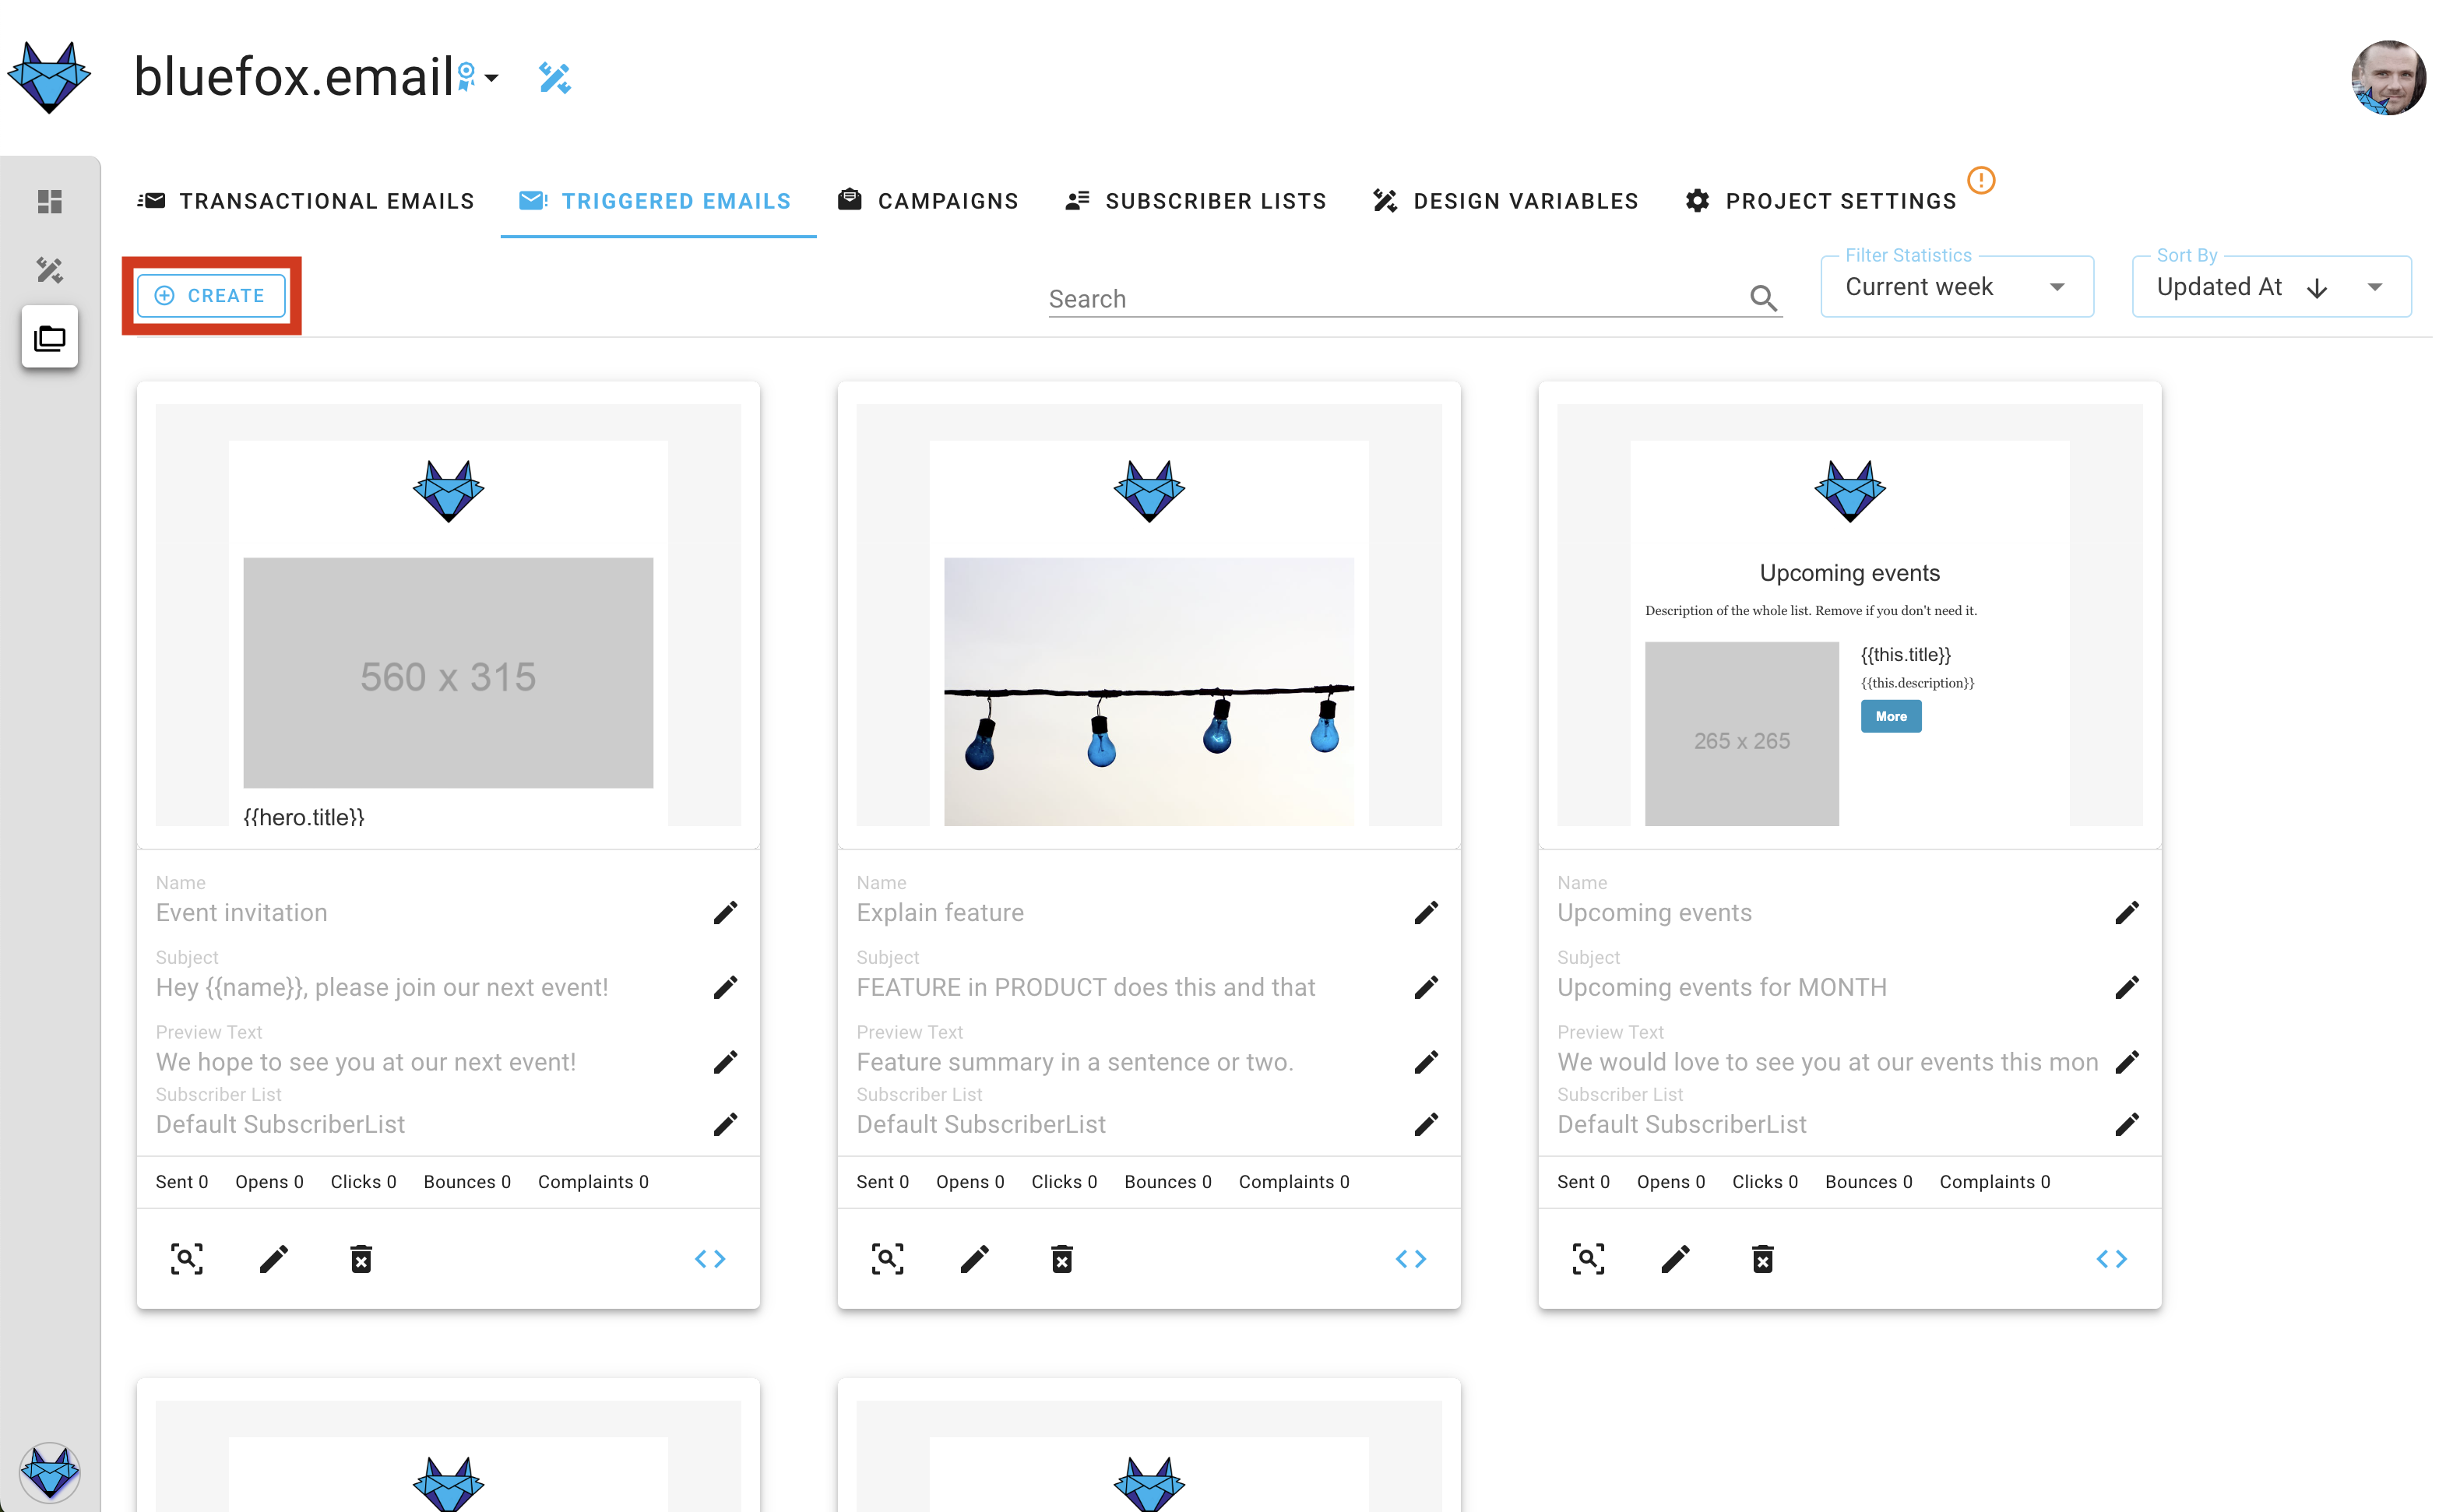 bluefox.email
TRANSACTIONAL EMAILS
TRIGGERED EMAILS
CAMPAIGNS
SUBSCRIBER LISTS
DESIGN VARIABLES
PROJECT SETTINGS
CREATE
Search
Filter Statistics
Current week
Sort By
Updated At
560 x 315
{{hero.title}}
Name
Event invitation
Subject
Hey {{name}}, please join our next event!
Preview Text
We hope to see you at our next event!
Subscriber List
Default SubscriberList
Sent 0 Opens 0 Clicks 0 Bounces 0 Complaints 0
Name
Explain feature
Subject
FEATURE in PRODUCT does this and that
Preview Text
Feature summary in a sentence or two.
Subscriber List
Default SubscriberList
Sent 0 Opens 0 Clicks 0 Bounces 0 Complaints 0
Upcoming events
Description of the whole list. Remove if you don't need it.
265 x 265
{{this.title}}
{{this.description}}
More
Name
Upcoming events
Subject
Upcoming events for MONTH
Preview Text
We would love to see you at our events this mon
Subscriber List
Default SubscriberList
Sent 0 Opens 0 Clicks 0 Bounces 0 Complaints 0